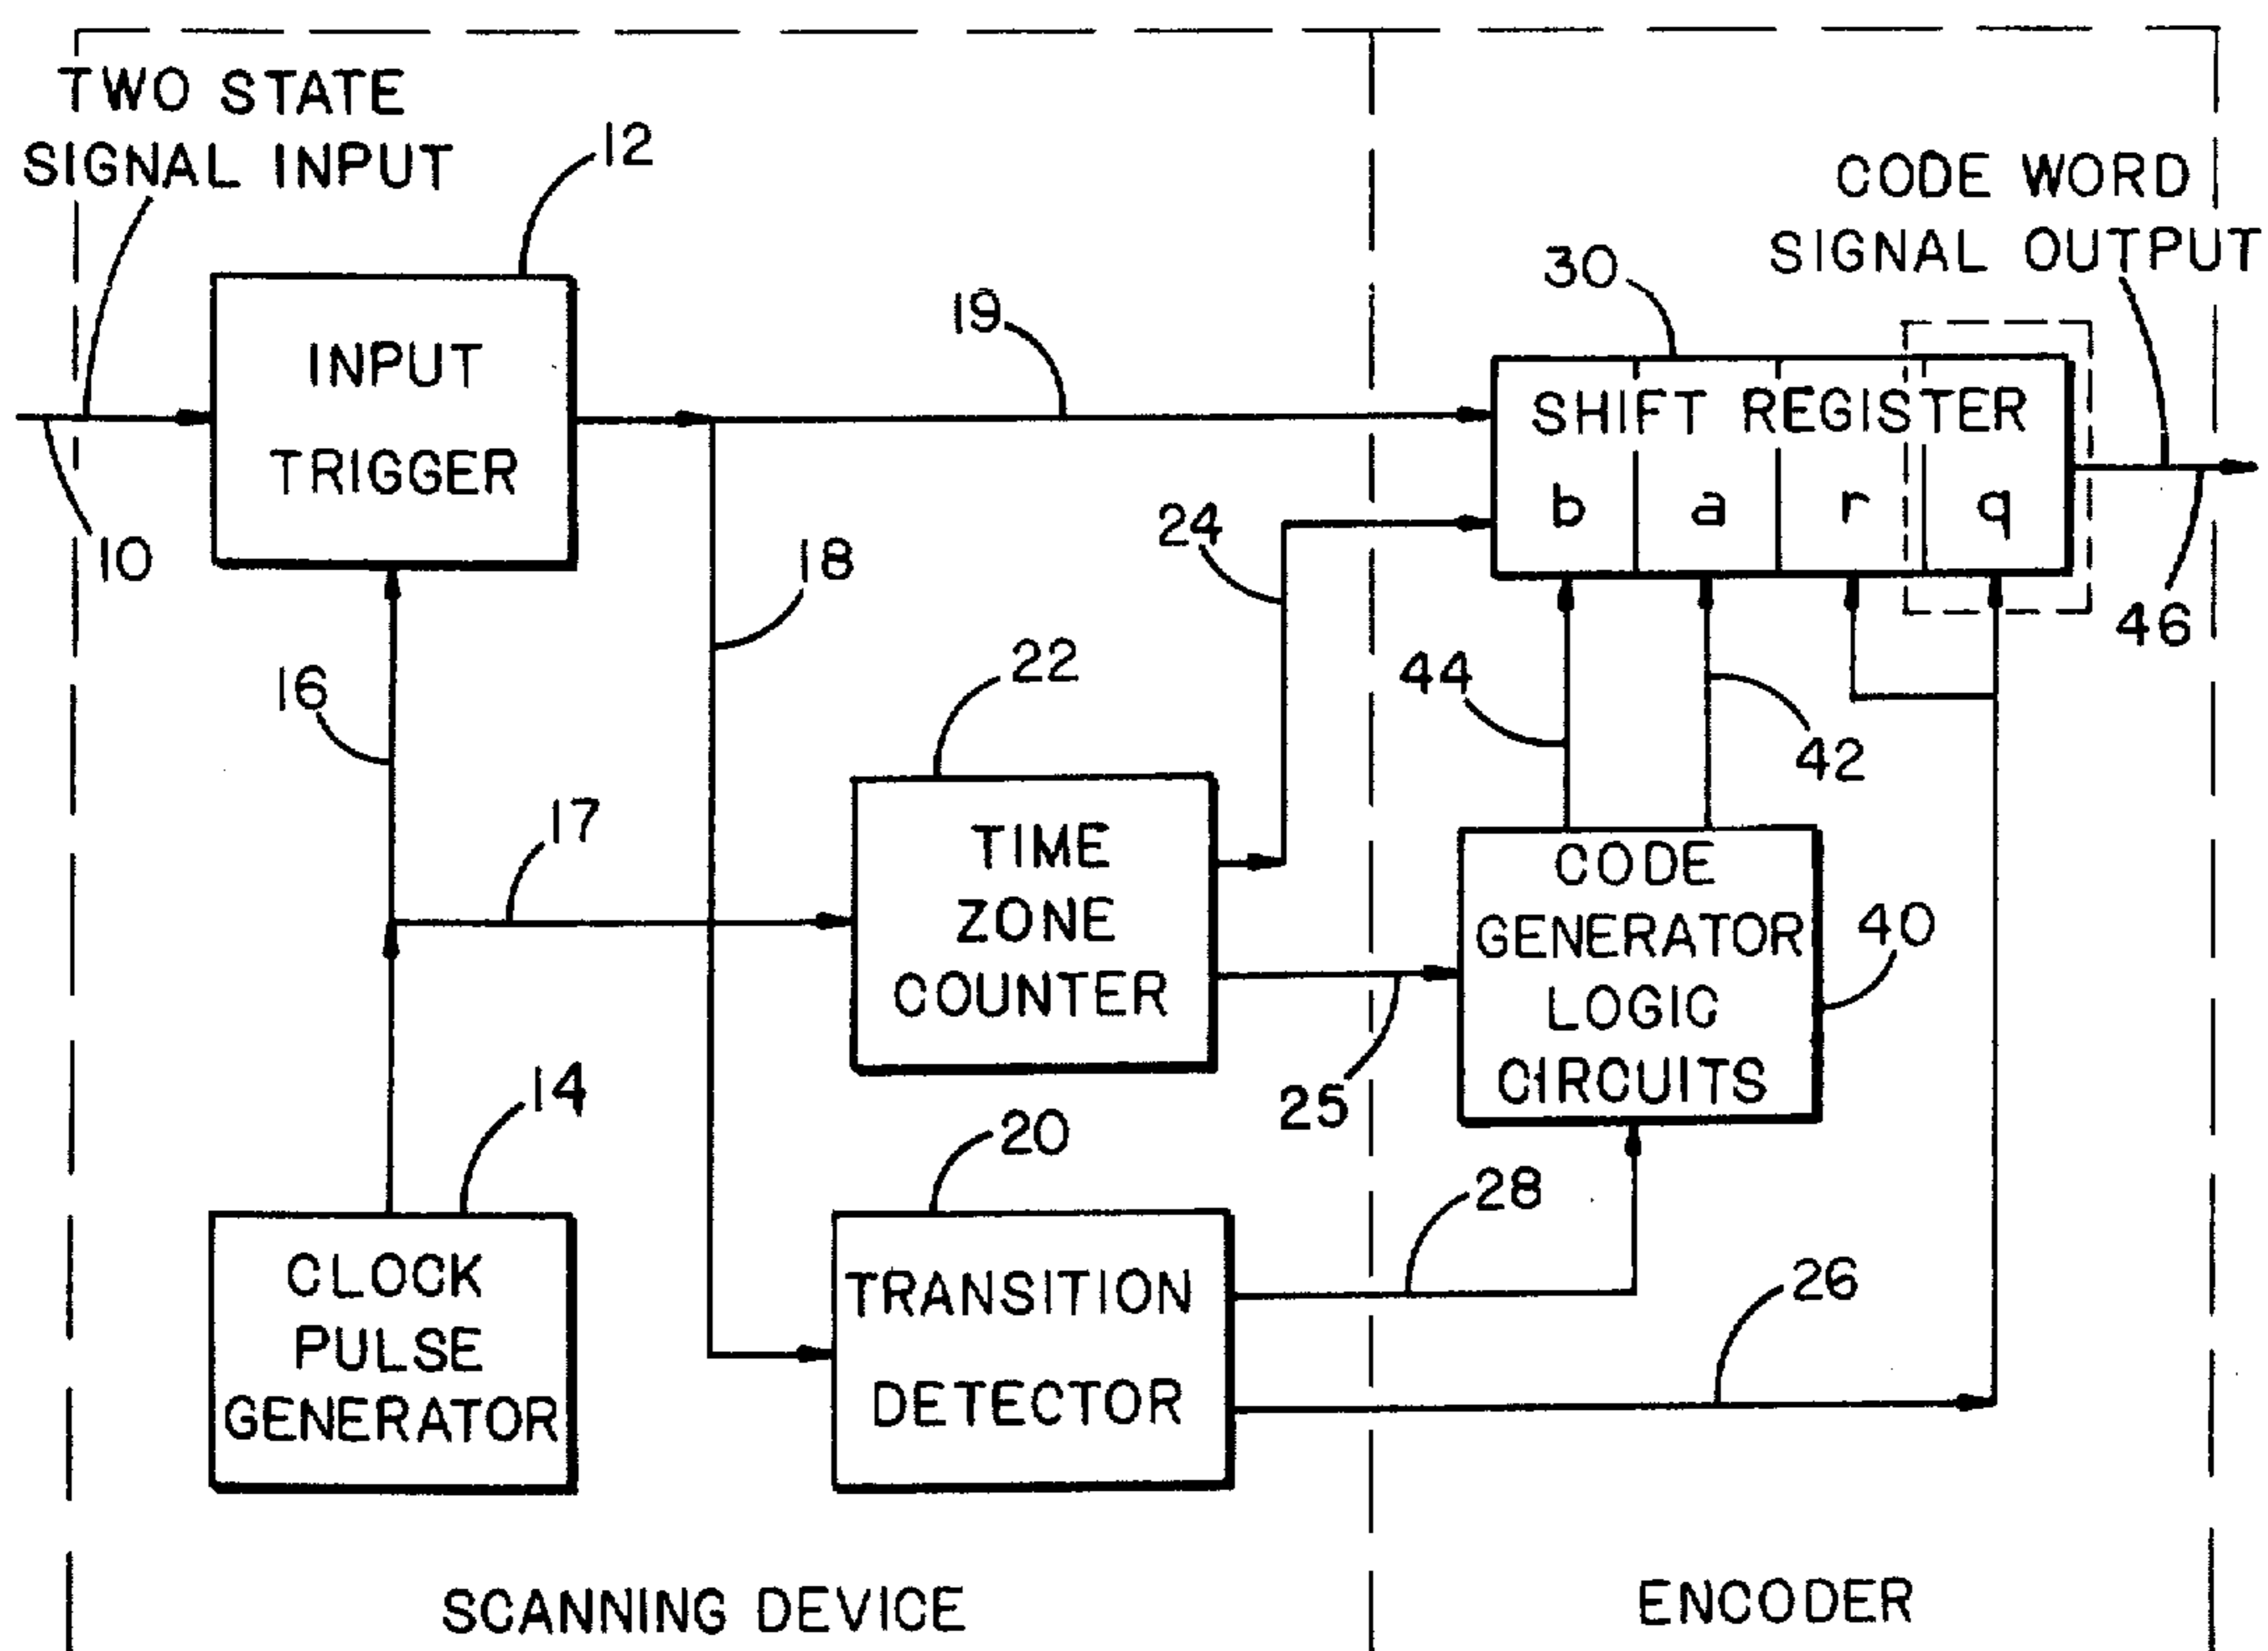 TWO STATE
SIGNAL INPUT
12
CODE WORD
SIGNAL OUTPUT
30
19
INPUT
TRIGGER
SHIFT REGISTER
b a r q
10
18
24
46
16
22
44
42
17
TIME
ZONE
COUNTER
CODE
GENERATOR
LOGIC
CIRCUITS
40
14
25
20
28
CLOCK
PULSE
GENERATOR
TRANSITION
DETECTOR
26
SCANNING DEVICE
ENCODER